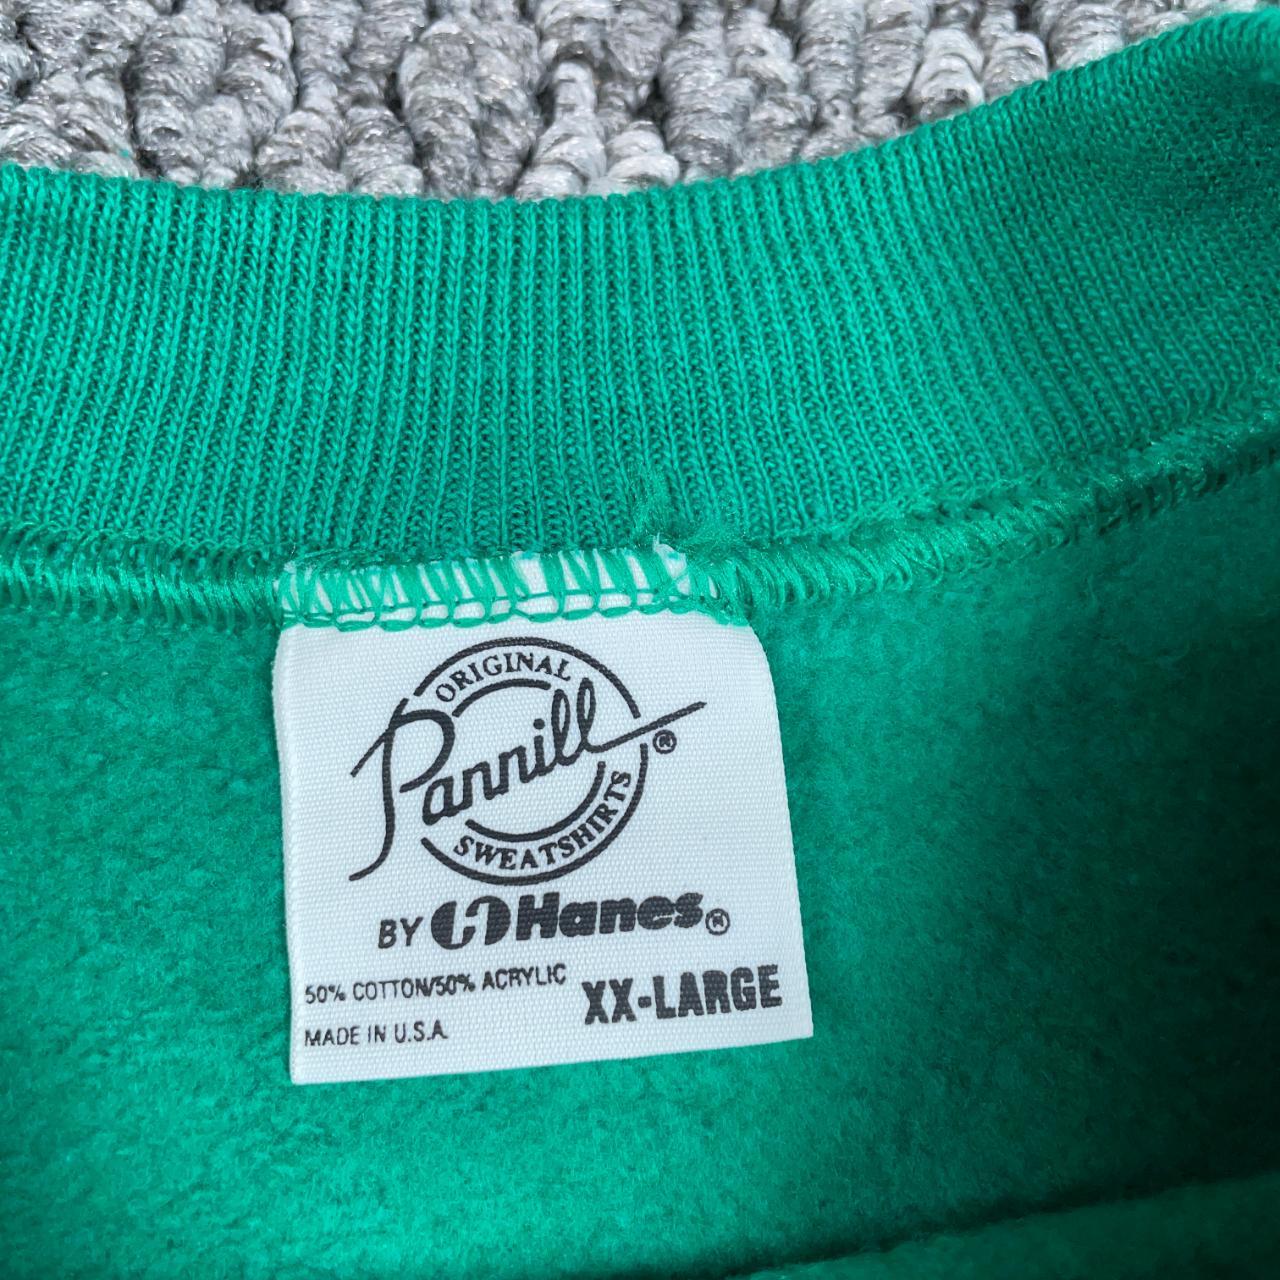 ORIGINAL
Pannill ®
SWEATSHIRTS
BY Hanes®
50% COTTON/50% ACRYLIC
XX-LARGE
MADE IN U.S.A.